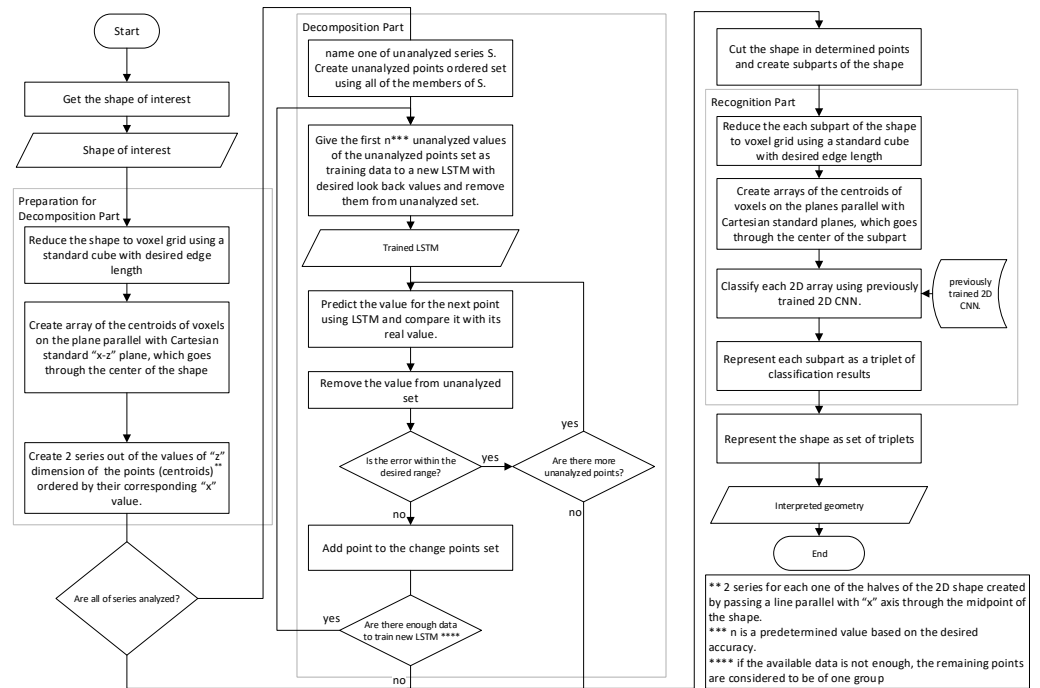 Start
Get the shape of interest
Shape of interest
Preparation for
Decomposition Part
Reduce the shape to voxel grid using a
standard cube with desired edge
length
Create array of the centroids of voxels
on the plane parallel with Cartesian
standard “x-z” plane, which goes
through the center of the shape
Create 2 series out of the values of “z”
dimension of the points (centroids)**
ordered by their corresponding “x”
value.
Are all of series analyzed?
Decomposition Part
name one of unanalyzed series S.
Create unanalyzed points ordered set
using all of the members of S.
Give the first n*** unanalyzed values
of the unanalyzed points set as
training data to a new LSTM with
desired look back values and remove
them from unanalyzed set.
Trained LSTM
Predict the value for the next point
using LSTM and compare it with its
real value.
Remove the value from unanalyzed
set
Is the error within the
desired range?
yes
Are there more
unanalyzed points?
yes
no
no
Add point to the change points set
Are there enough data
to train new LSTM ****
yes
no
Cut the shape in determined points
and create subparts of the shape
Recognition Part
Reduce the each subpart of the shape
to voxel grid using a standard cube
with desired edge length
Create arrays of the centroids of
voxels on the planes parallel with
Cartesian standard planes, which goes
through the center of the subpart
Classify each 2D array using previously
trained 2D CNN.
previously
trained 2D
CNN.
Represent each subpart as a triplet of
classification results
Represent the shape as set of triplets
Interpreted geometry
End
** 2 series for each one of the halves of the 2D shape created
by passing a line parallel with “x” axis through the midpoint of
the shape.
*** n is a predetermined value based on the desired
accuracy.
**** if the available data is not enough, the remaining points
are considered to be of one group